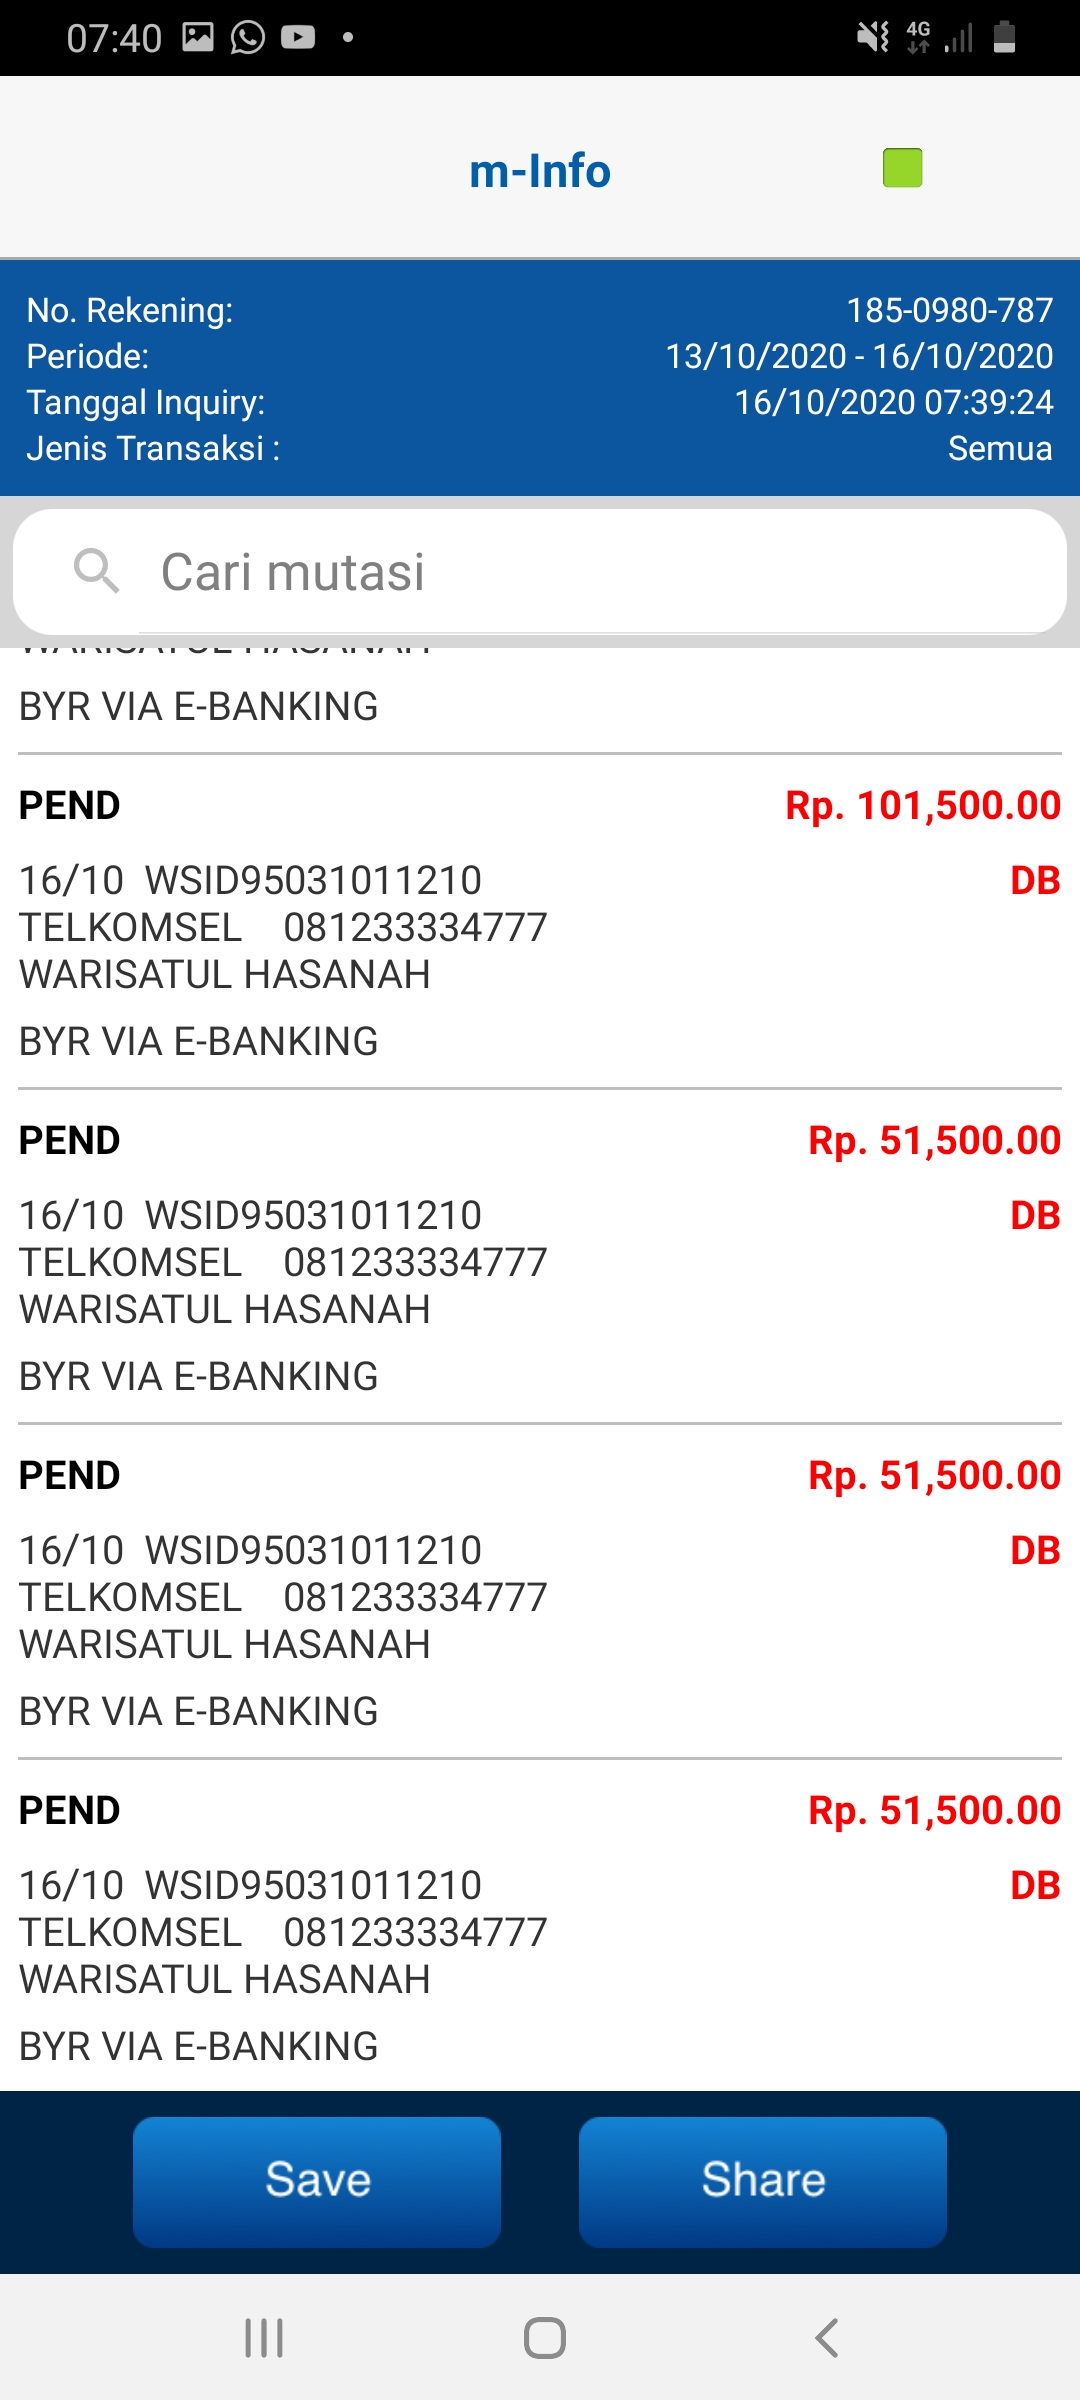 07:40
4G
m-Info
No. Rekening: 185-0980-787
Periode: 13/10/2020 - 16/10/2020
Tanggal Inquiry: 16/10/2020 07:39:24
Jenis Transaksi : Semua
Cari mutasi
WARISATUL HASANAH
BYR VIA E-BANKING
PEND Rp. 101,500.00
16/10 WSID95031011210 DB
TELKOMSEL 081233334777
WARISATUL HASANAH
BYR VIA E-BANKING
PEND Rp. 51,500.00
16/10 WSID95031011210 DB
TELKOMSEL 081233334777
WARISATUL HASANAH
BYR VIA E-BANKING
PEND Rp. 51,500.00
16/10 WSID95031011210 DB
TELKOMSEL 081233334777
WARISATUL HASANAH
BYR VIA E-BANKING
PEND Rp. 51,500.00
16/10 WSID95031011210 DB
TELKOMSEL 081233334777
WARISATUL HASANAH
BYR VIA E-BANKING
Save Share